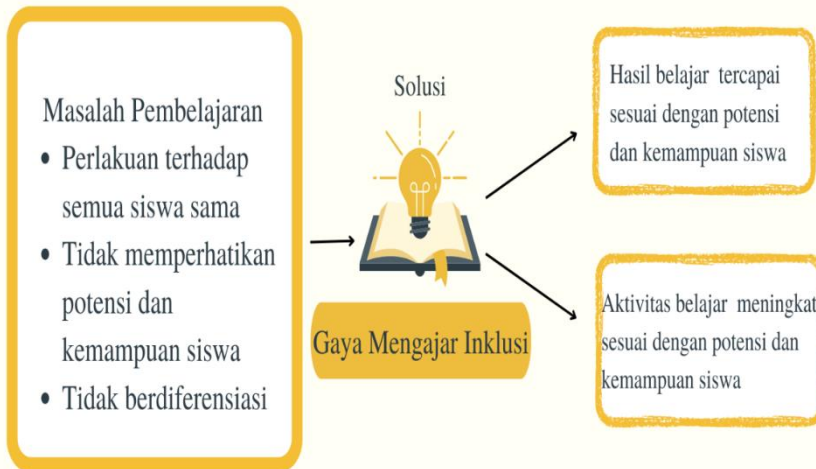 Masalah Pembelajaran
• Perlakuan terhadap
semua siswa sama
• Tidak memperhatikan
potensi dan
kemampuan siswa
• Tidak berdiferensiasi
Solusi
Gaya Mengajar Inklusi
Hasil belajar tercapai
sesuai dengan potensi
dan kemampuan siswa
Aktivitas belajar meningkat
sesuai dengan potensi dan
kemampuan siswa